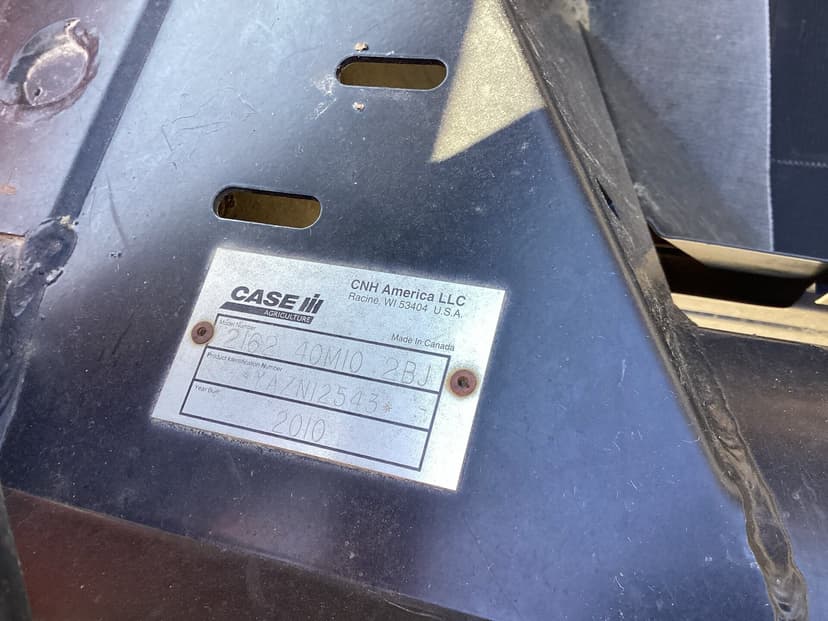 CASE IH
AGRICULTURE
CNH America LLC
Racine, WI 53404 U.S.A.
Made in Canada
Model Number
2162 40M10 2BJ
Product Identification Number
*YAZN12543*
Year Built
2010